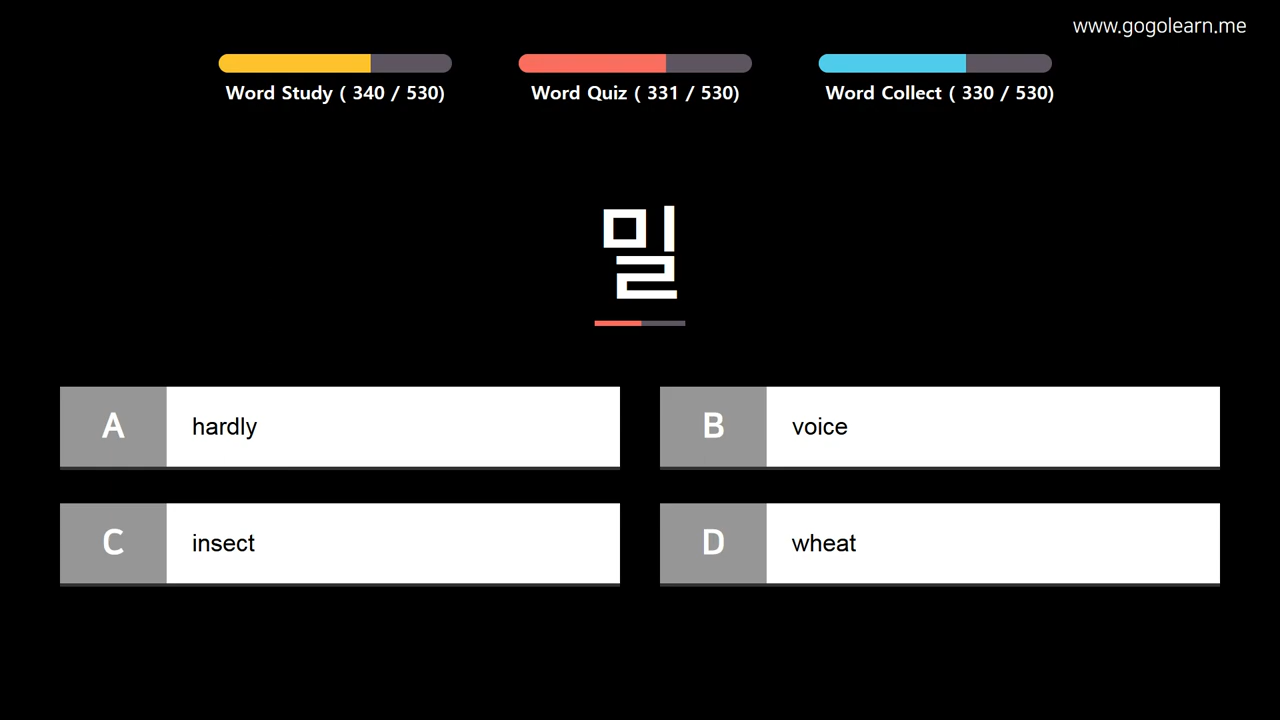 www.gogolearn.me
Word Study ( 340 / 530)
Word Quiz ( 331 / 530)
Word Collect ( 330 / 530)
밀
A hardly
B voice
C insect
D wheat